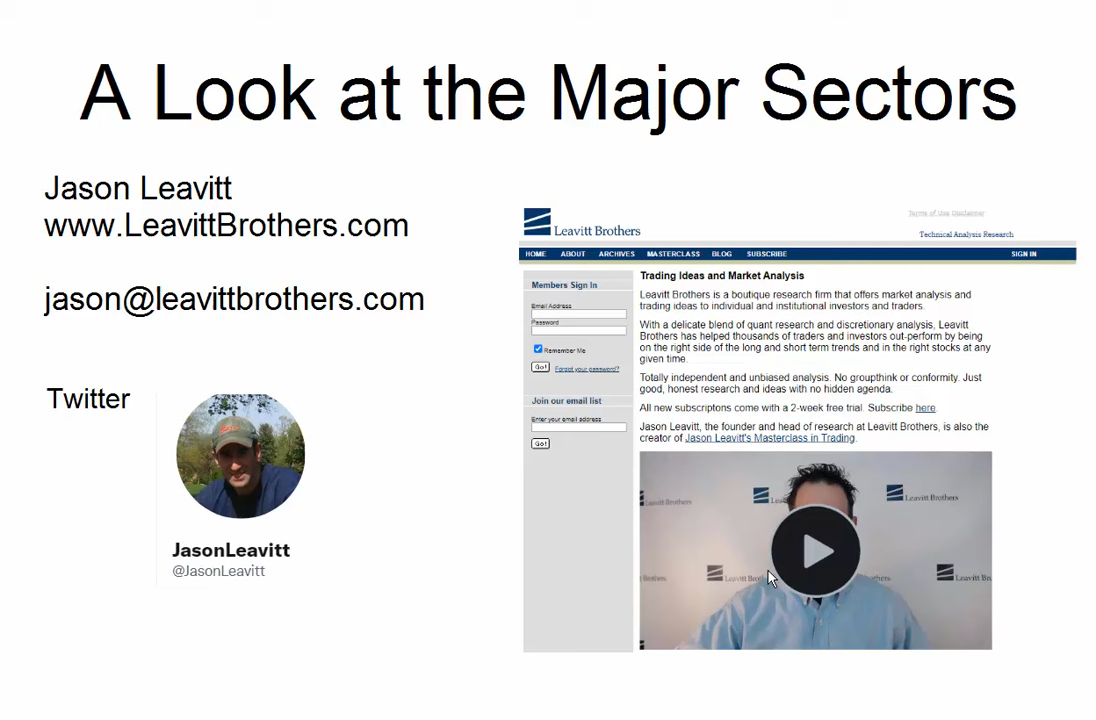 A Look at the Major Sectors
Jason Leavitt
www.LeavittBrothers.com
jason@leavittbrothers.com
Twitter
JasonLeavitt
@JasonLeavitt
Leavitt Brothers
Terms of Use Disclaimer
Technical Analysis Research
HOME ABOUT ARCHIVES MASTERCLASS BLOG SUBSCRIBE SIGN IN
Members Sign In
Email Address
Password
Remember Me
Go! Forgot your password?
Join our email list
Enter your email address
Go!
Trading Ideas and Market Analysis
Leavitt Brothers is a boutique research firm that offers market analysis and
trading ideas to individual and institutional investors and traders.
With a delicate blend of quant research and discretionary analysis, Leavitt
Brothers has helped thousands of traders and investors out-perform by being
on the right side of the long and short term trends and in the right stocks at any
given time.
Totally independent and unbiased analysis. No groupthink or conformity. Just
good, honest research and ideas with no hidden agenda.
All new subscriptons come with a 2-week free trial. Subscribe here.
Jason Leavitt, the founder and head of research at Leavitt Brothers, is also the
creator of Jason Leavitt's Masterclass in Trading.
Leavitt Brothers